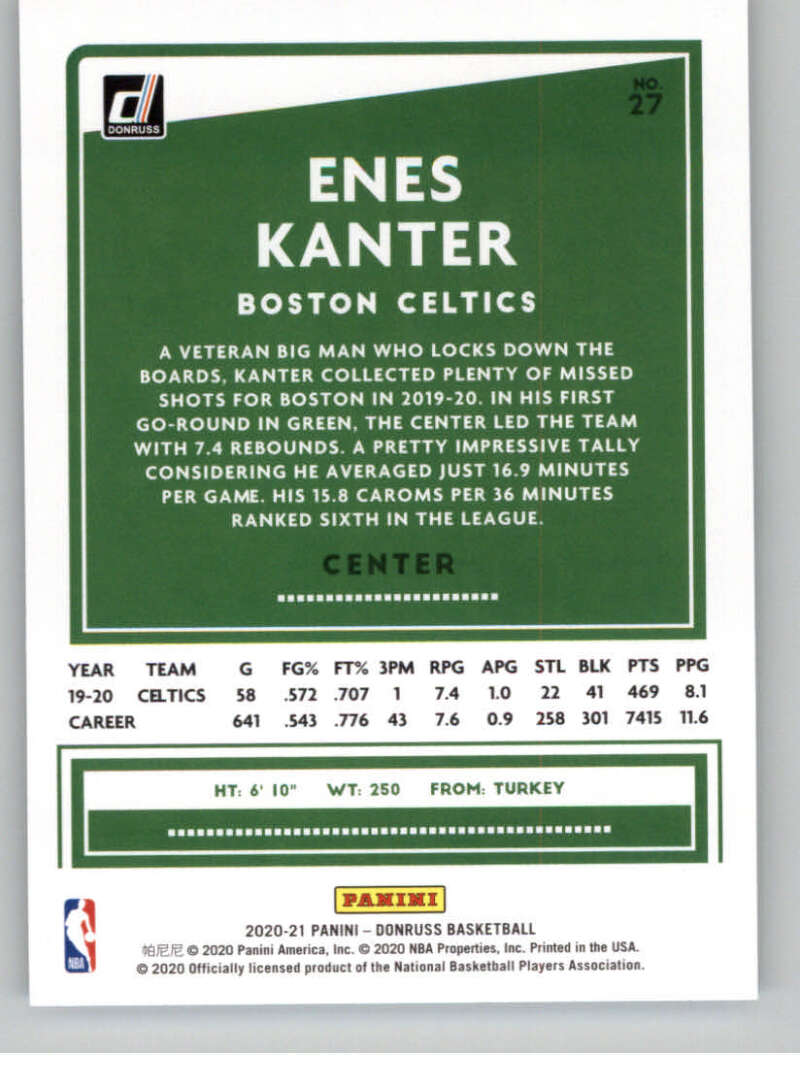 DONRUSS
NO.
27
ENES
KANTER
BOSTON CELTICS
A VETERAN BIG MAN WHO LOCKS DOWN THE
BOARDS, KANTER COLLECTED PLENTY OF MISSED
SHOTS FOR BOSTON IN 2019-20. IN HIS FIRST
GO-ROUND IN GREEN, THE CENTER LED THE TEAM
WITH 7.4 REBOUNDS. A PRETTY IMPRESSIVE TALLY
CONSIDERING HE AVERAGED JUST 16.9 MINUTES
PER GAME. HIS 15.8 CAROMS PER 36 MINUTES
RANKED SIXTH IN THE LEAGUE.
CENTER
YEAR TEAM G FG% FT% 3PM RPG APG STL BLK PTS PPG
19-20 CELTICS 58 .572 .707 1 7.4 1.0 22 41 469 8.1
CAREER 641 .543 .776 43 7.6 0.9 258 301 7415 11.6
HT: 6' 10" WT: 250 FROM: TURKEY
PANINI
NBA
2020-21 PANINI – DONRUSS BASKETBALL
帕尼尼 © 2020 Panini America, Inc. © 2020 NBA Properties, Inc. Printed in the USA.
© 2020 Officially licensed product of the National Basketball Players Association.